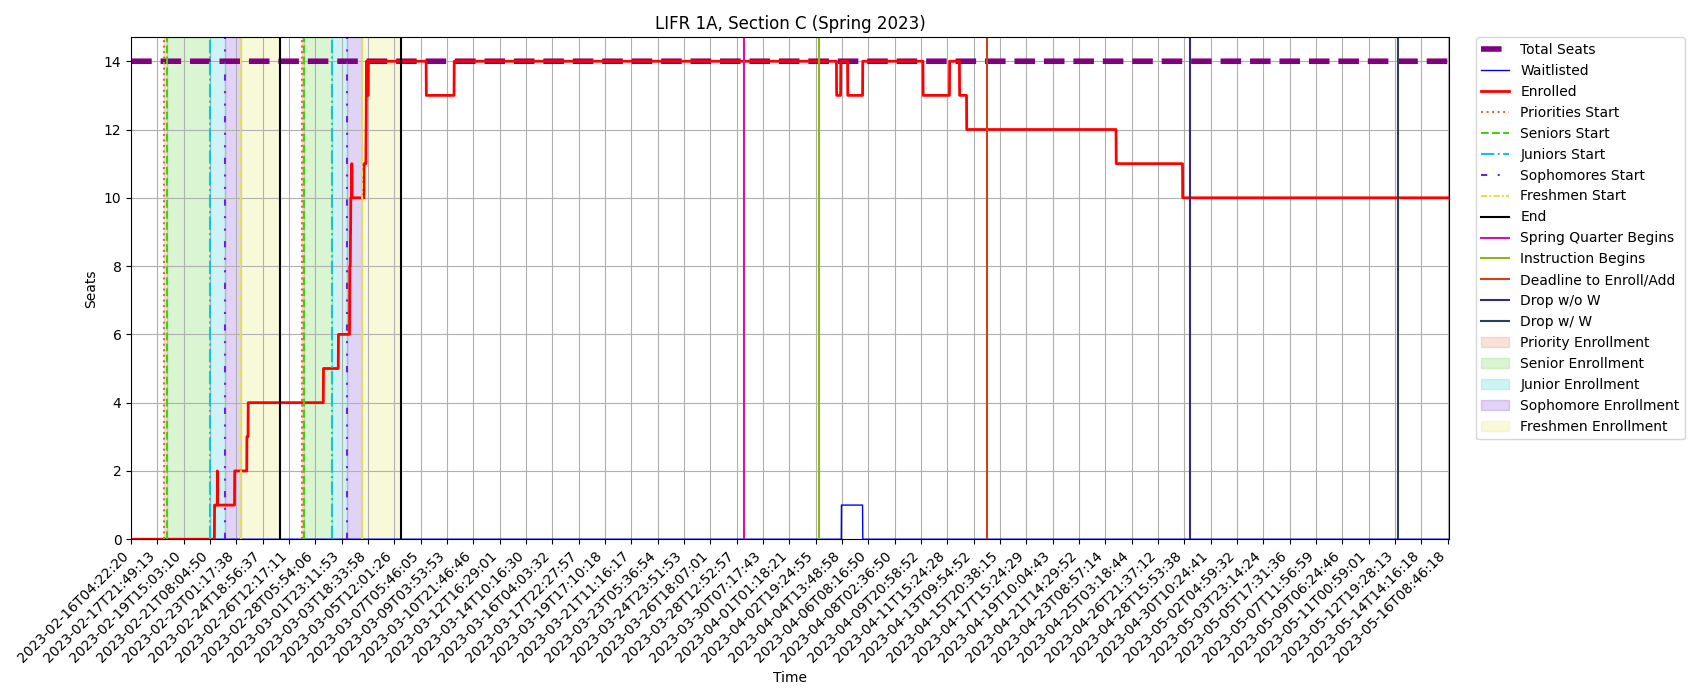 LIFR 1A, Section C (Spring 2023)
Seats
14
12
10
8
6
4
2
0
2023-02-16T04:22:20
2023-02-17T21:49:13
2023-02-19T15:03:10
2023-02-21T08:04:50
2023-02-23T01:17:38
2023-02-24T18:56:37
2023-02-26T12:17:11
2023-02-28T05:54:06
2023-03-01T23:11:53
2023-03-03T18:33:58
2023-03-05T12:01:26
2023-03-07T05:46:05
2023-03-09T03:53:53
2023-03-10T21:46:46
2023-03-12T16:29:01
2023-03-14T10:16:30
2023-03-16T04:03:32
2023-03-17T22:27:57
2023-03-19T17:10:18
2023-03-21T11:16:17
2023-03-23T05:36:54
2023-03-24T23:51:53
2023-03-26T18:07:01
2023-03-28T12:52:57
2023-03-30T07:17:43
2023-04-01T01:18:21
2023-04-02T19:24:55
2023-04-04T13:48:58
2023-04-06T08:16:50
2023-04-08T02:36:50
2023-04-09T20:58:52
2023-04-11T15:24:28
2023-04-13T09:54:52
2023-04-15T20:38:15
2023-04-17T15:24:29
2023-04-19T10:04:43
2023-04-21T14:29:52
2023-04-23T08:57:14
2023-04-25T03:18:44
2023-04-26T21:37:12
2023-04-28T15:53:38
2023-04-30T10:24:41
2023-05-02T04:59:32
2023-05-03T23:14:24
2023-05-05T17:31:36
2023-05-07T11:56:59
2023-05-09T06:24:46
2023-05-11T00:59:01
2023-05-12T19:28:13
2023-05-14T14:16:18
2023-05-16T08:46:18
Time
Total Seats
Waitlisted
Enrolled
Priorities Start
Seniors Start
Juniors Start
Sophomores Start
Freshmen Start
End
Spring Quarter Begins
Instruction Begins
Deadline to Enroll/Add
Drop w/o W
Drop w/ W
Priority Enrollment
Senior Enrollment
Junior Enrollment
Sophomore Enrollment
Freshmen Enrollment